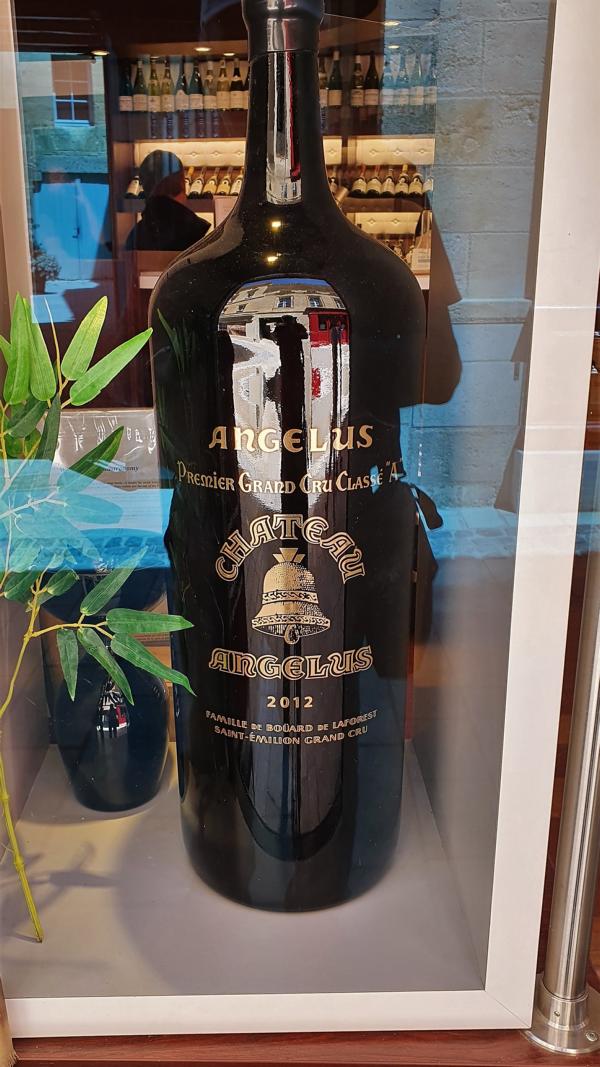 ANGELUS
PREMIER GRAND CRU CLASSÉ "A"
CHATEAU
ANGELUS
2012
FAMILLE DE BOÜARD DE LAFOREST
SAINT-ÉMILION GRAND CRU